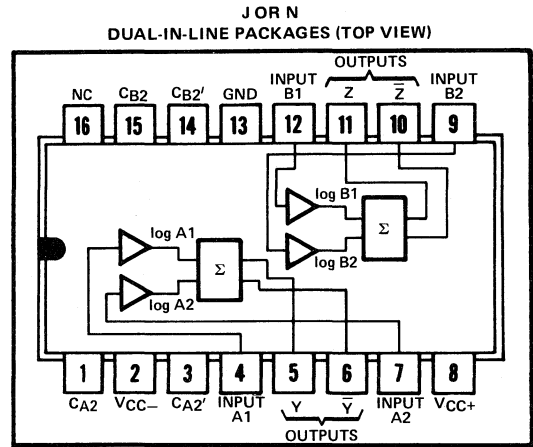 J OR N
DUAL-IN-LINE PACKAGES (TOP VIEW)
OUTPUTS
NC CB2 CB2' GND INPUT B1 Z Z̅ INPUT B2
16 15 14 13 12 11 10 9
log B1
Σ
log B2
log A1
Σ
log A2
1 2 3 4 5 6 7 8
CA2 VCC− CA2' INPUT A1 Y Y̅ INPUT A2 VCC+
OUTPUTS